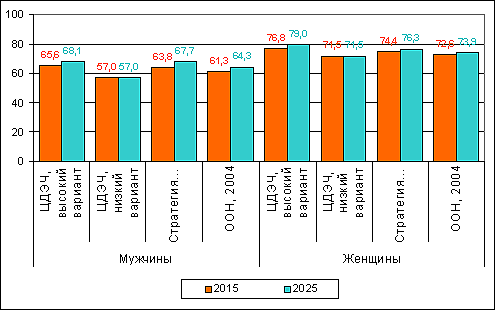 100
80
60
40
20
0
65,6 68,1
57,0 57,0
63,8 67,7
61,3 64,3
76,8 79,0
71,5 71,5
74,4 76,3
72,6 73,9
ЦДЭЧ,
высокий
вариант
ЦДЭЧ,
низкий
вариант
Стратегия...
ООН, 2004
ЦДЭЧ,
высокий
вариант
ЦДЭЧ,
низкий
вариант
Стратегия...
ООН, 2004
Мужчины
Женщины
2015
2025